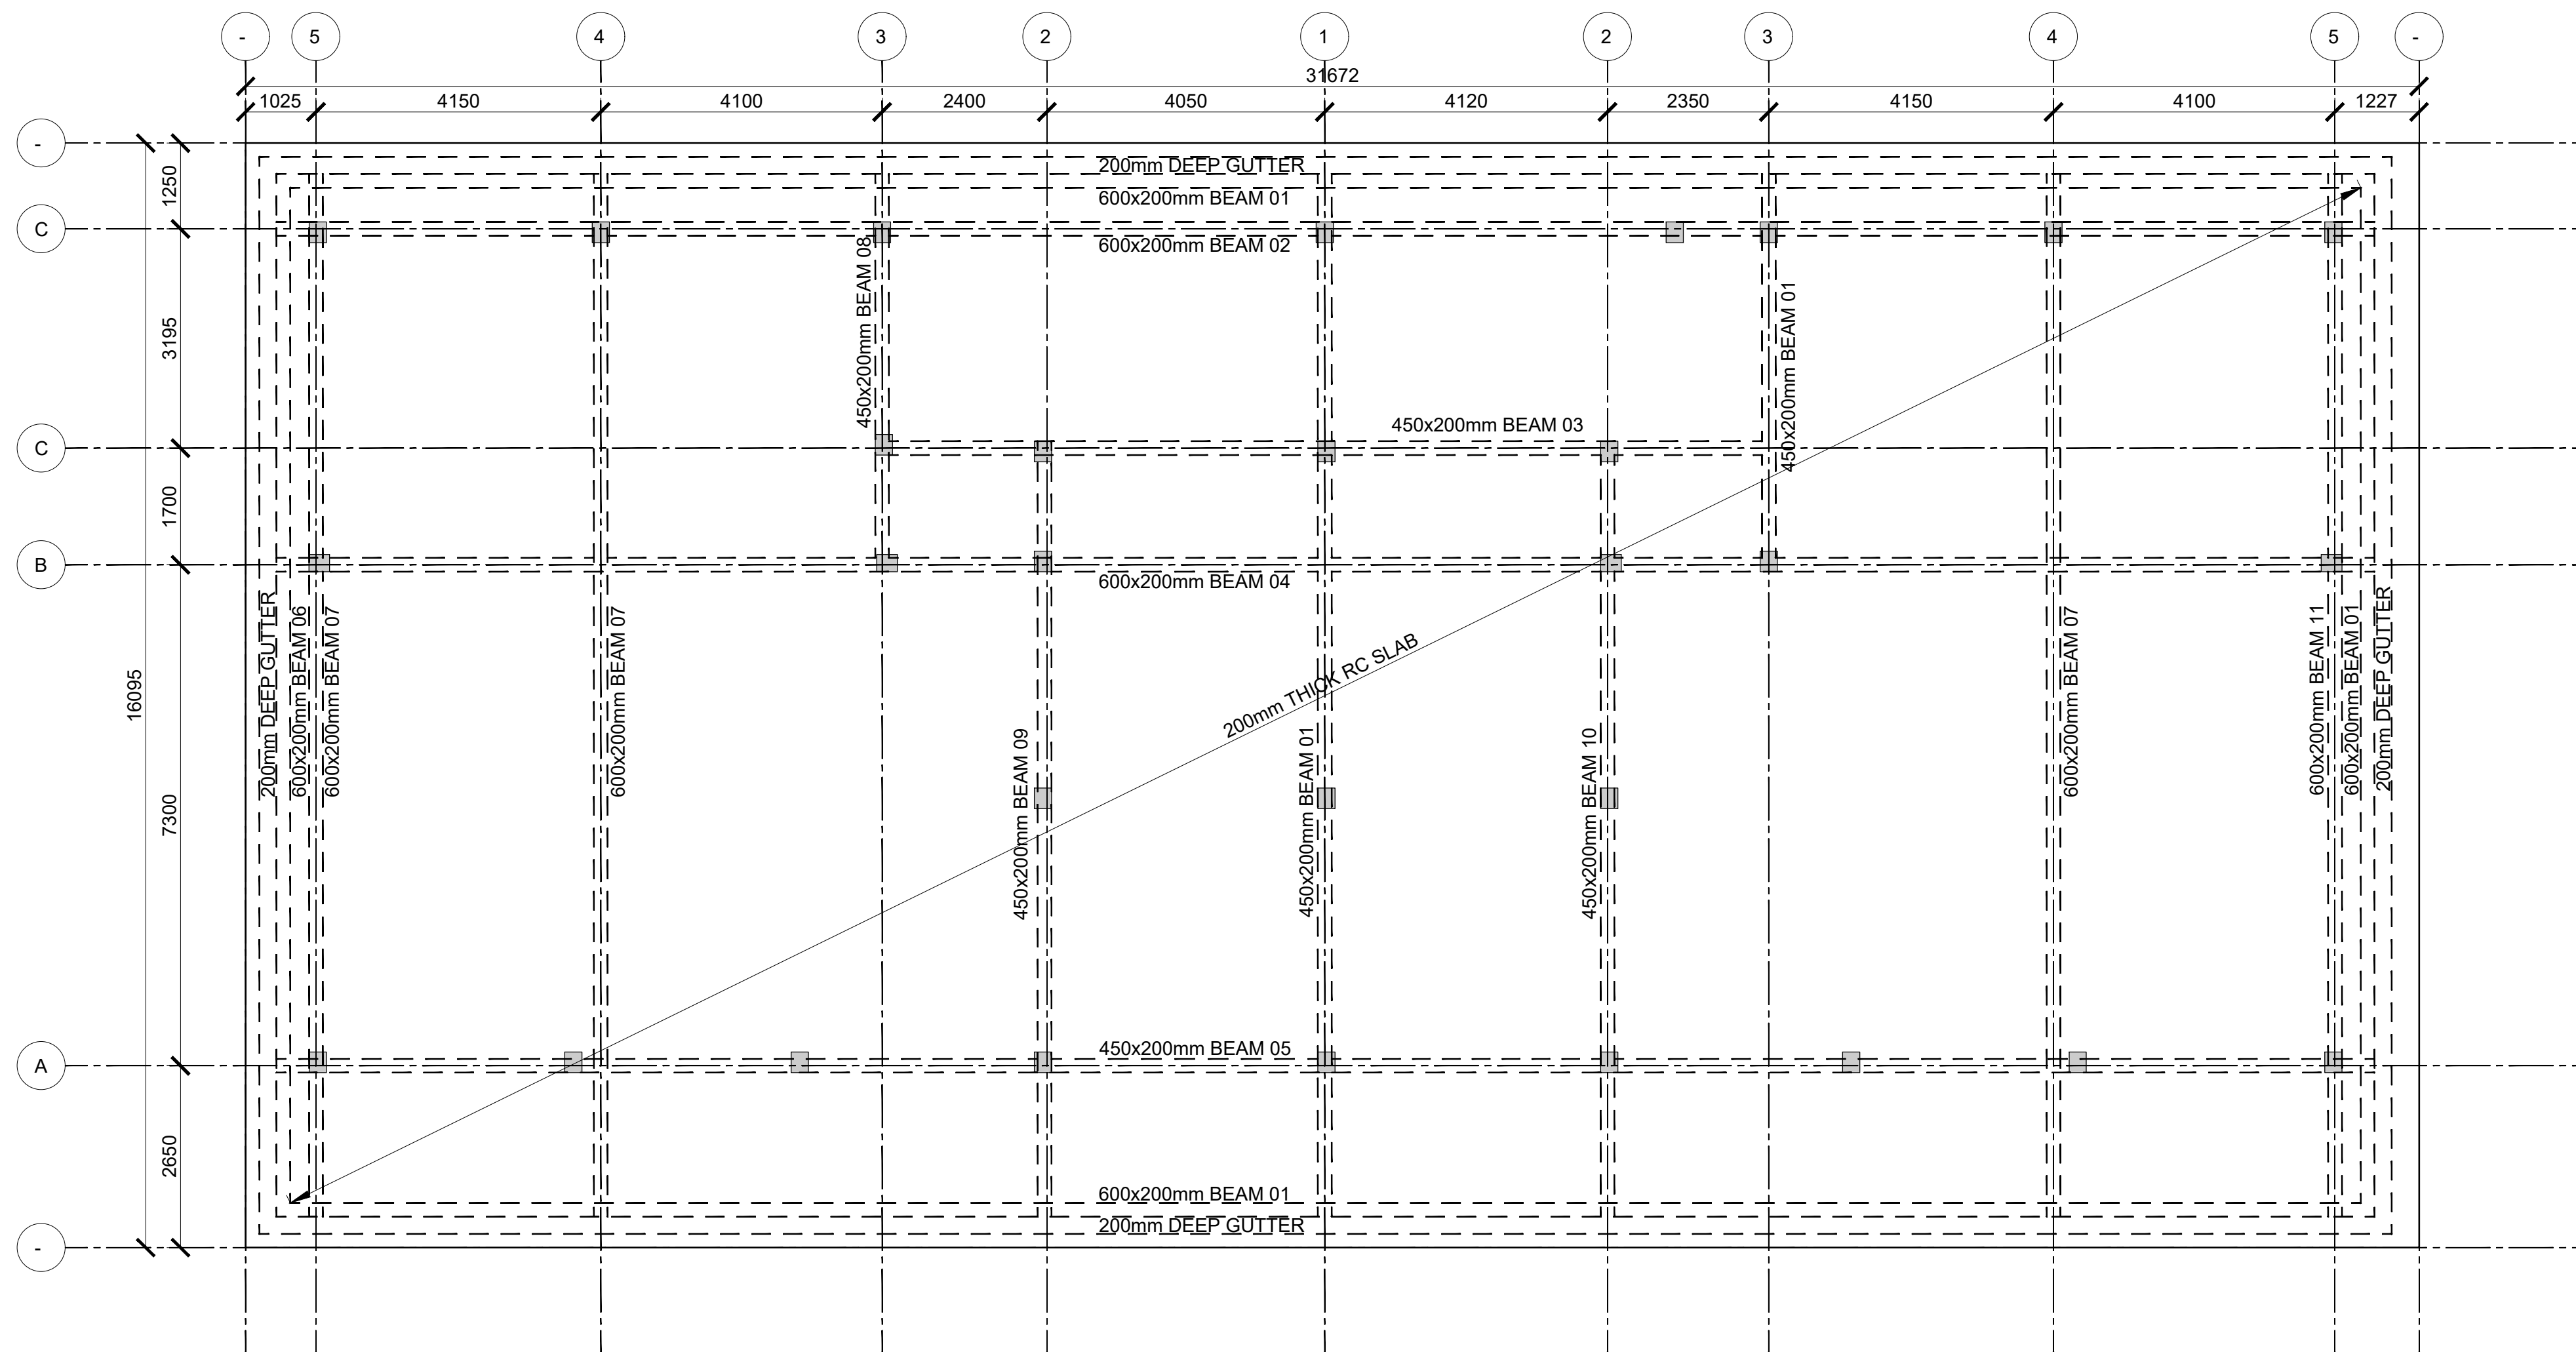 -
5
4
3
2
1
2
3
4
5
-
31672
1025
4150
4100
2400
4050
4120
2350
4150
4100
1227
-
200mm DEEP GUTTER
1250
600x200mm BEAM 01
C
600x200mm BEAM 02
3195
450x200mm BEAM 08
450x200mm BEAM 01
450x200mm BEAM 03
C
1700
B
600x200mm BEAM 04
16095
7300
200mm DEEP GUTTER
600x200mm BEAM 06
600x200mm BEAM 07
600x200mm BEAM 07
200mm THICK RC SLAB
450x200mm BEAM 09
450x200mm BEAM 01
450x200mm BEAM 10
600x200mm BEAM 07
600x200mm BEAM 11
600x200mm BEAM 01
200mm DEEP GUTTER
450x200mm BEAM 05
A
2650
600x200mm BEAM 01
200mm DEEP GUTTER
-